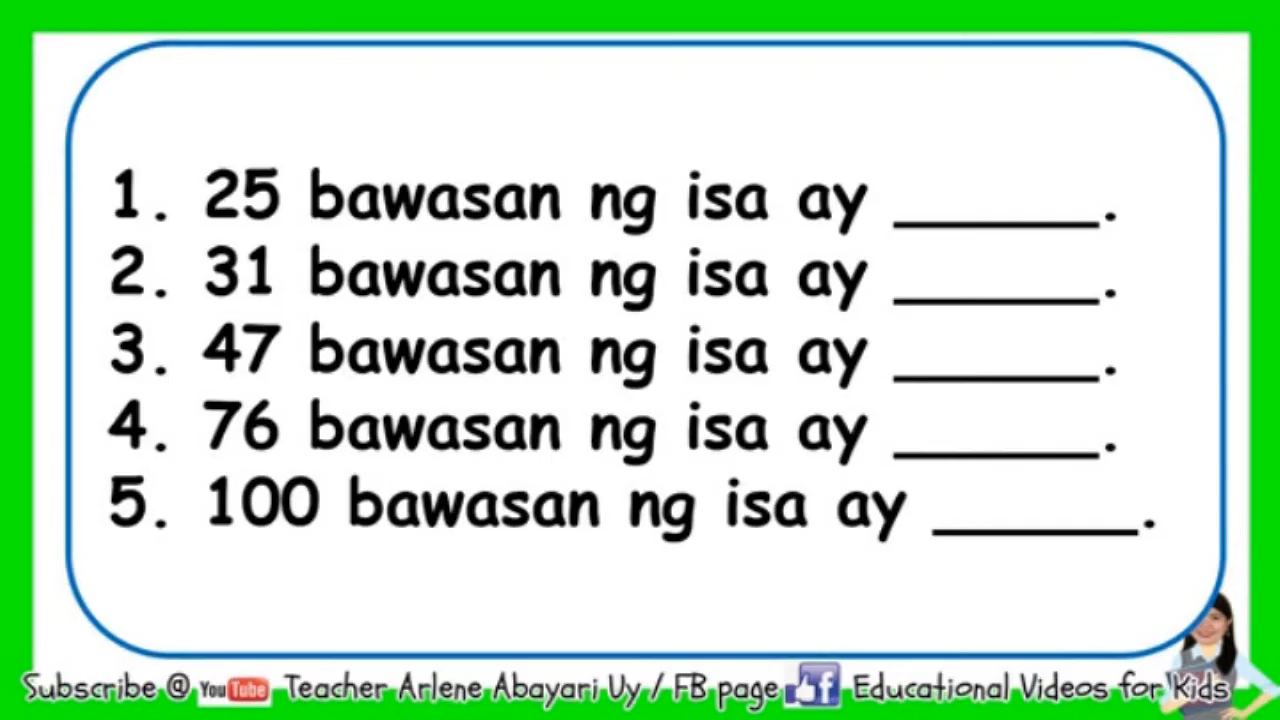 1. 25 bawasan ng isa ay ______.
2. 31 bawasan ng isa ay ______.
3. 47 bawasan ng isa ay ______.
4. 76 bawasan ng isa ay ______.
5. 100 bawasan ng isa ay ______.
Subscribe @ YouTube Teacher Arlene Abayari Uy / FB page f Educational Videos for Kids